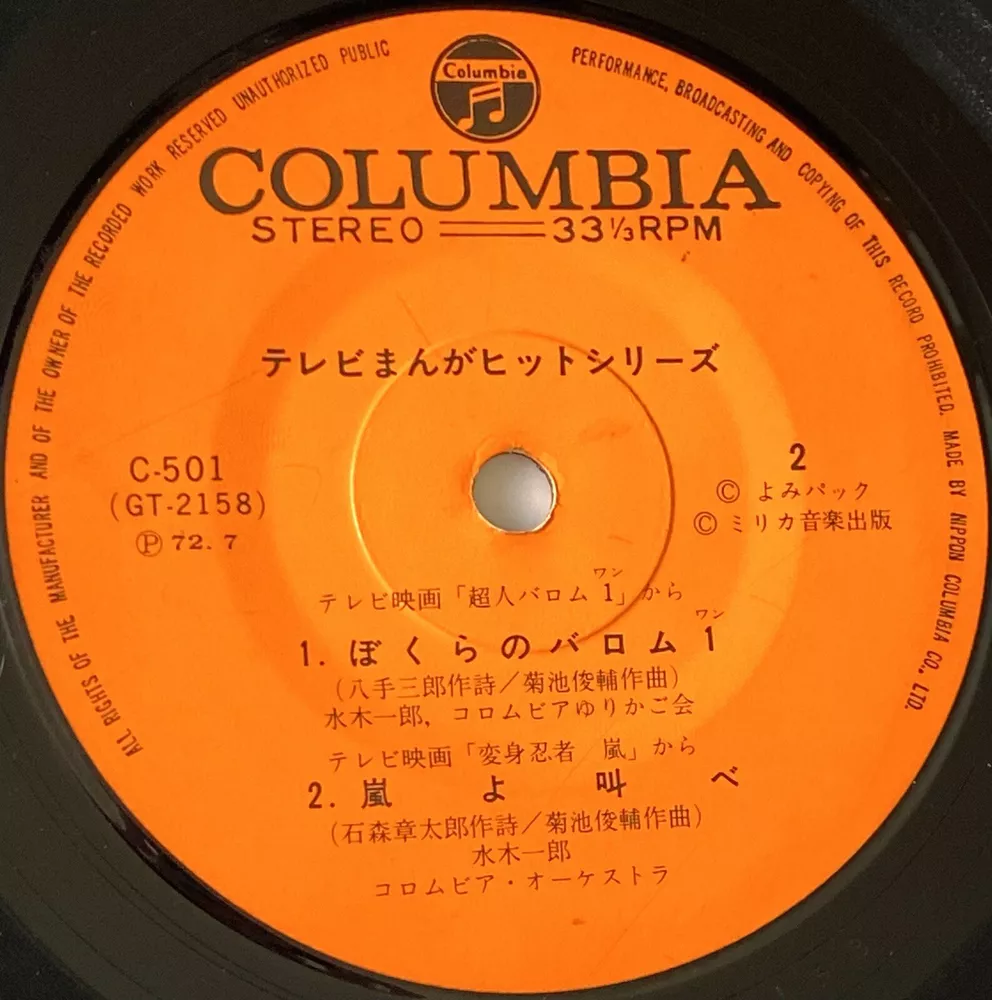 Columbia
ALL RIGHTS OF THE MANUFACTURER AND OF THE OWNER OF THE RECORDED WORK RESERVED UNAUTHORIZED PUBLIC PERFORMANCE, BROADCASTING AND COPYING OF THIS RECORD PROHIBITED. MADE BY NIPPON COLUMBIA CO., LTD.
COLUMBIA
STEREO 33 1/3 RPM
テレビまんがヒットシリーズ
C-501
(GT-2158)
Ⓟ 72. 7
2
© よみパック
© ミリカ音楽出版
ワン
テレビ映画「超人バロム1」から
ワン
1. ぼくらのバロム1
(八手三郎作詩/菊池俊輔作曲)
水木一郎, コロムビアゆりかご会
テレビ映画「変身忍者 嵐」から
2. 嵐よ叫べ
(石森章太郎作詩/菊池俊輔作曲)
水木一郎
コロムビア・オーケストラ